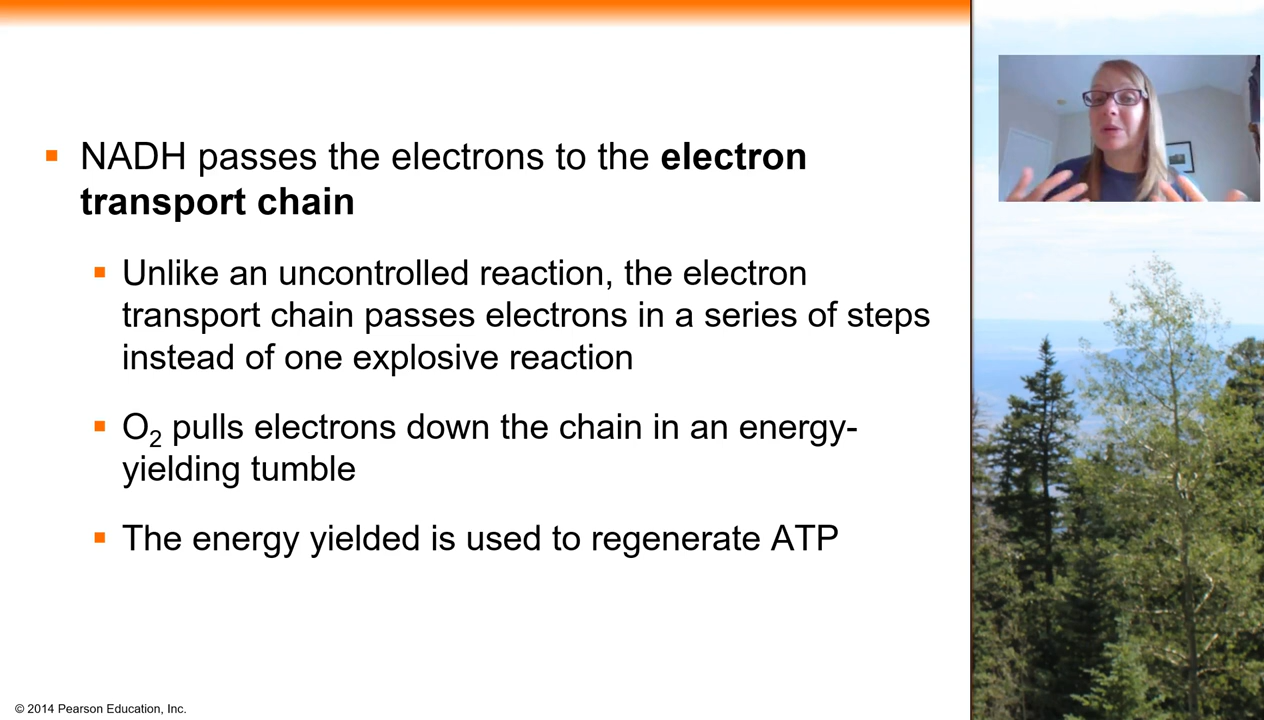 NADH passes the electrons to the electron
transport chain
Unlike an uncontrolled reaction, the electron
transport chain passes electrons in a series of steps
instead of one explosive reaction
O₂ pulls electrons down the chain in an energy-
yielding tumble
The energy yielded is used to regenerate ATP
© 2014 Pearson Education, Inc.